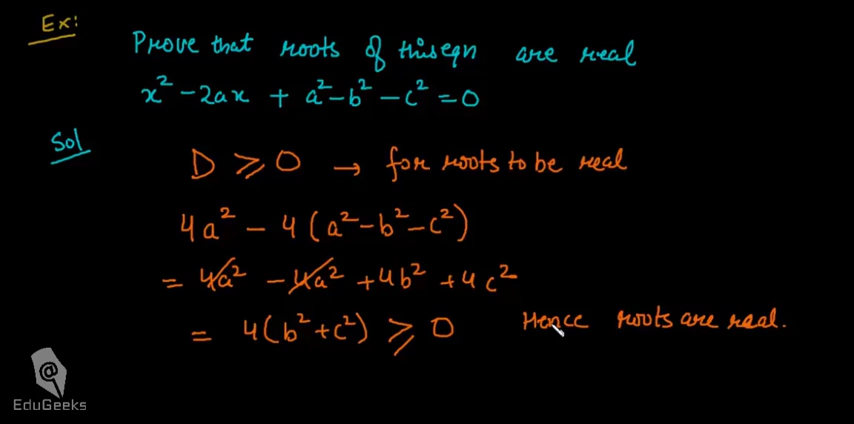 Ex:
Prove that roots of this eqn are real
x² - 2ax + a² - b² - c² = 0
Sol
D ⩾ 0 → for roots to be real
4a² - 4(a² - b² - c²)
= 4a² - 4a² + 4b² + 4c²
= 4(b² + c²) ⩾ 0 Hence roots are real.
@
EduGeeks